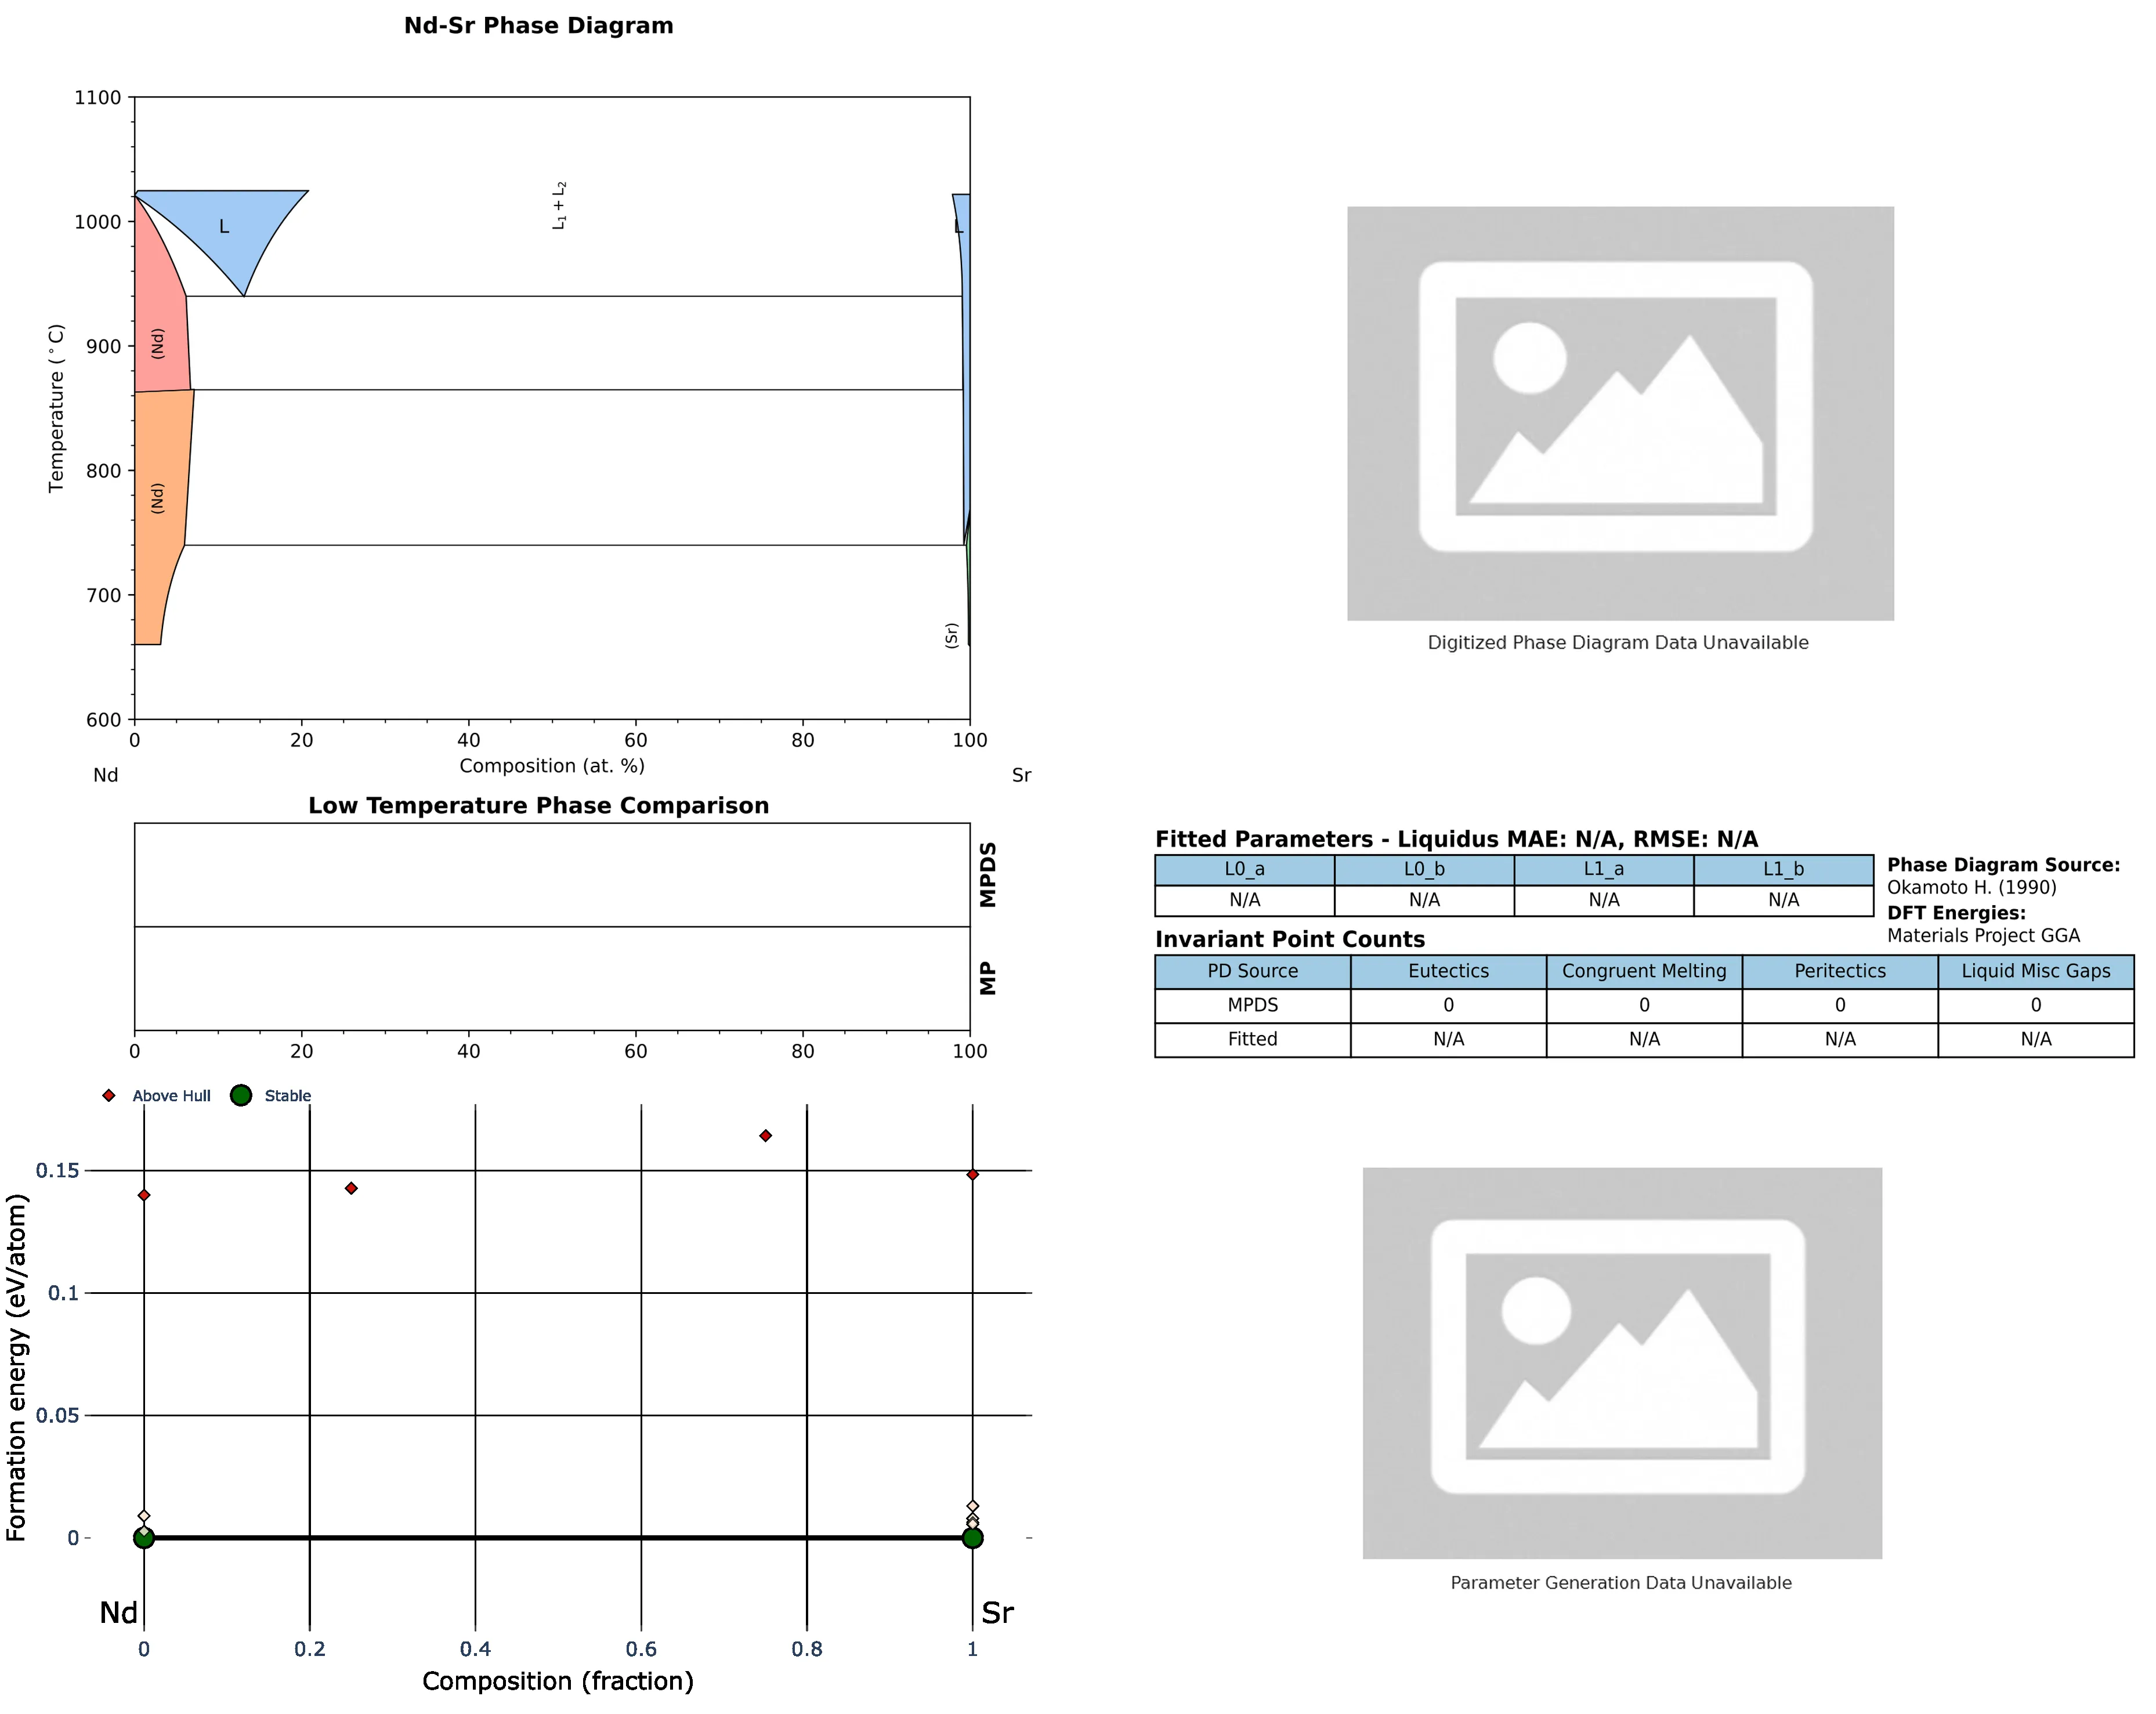 Nd-Sr Phase Diagram
1100
1000
900
800
700
600
Temperature (°C)
L
L₁ + L₂
L
(Nd)
(Nd)
(Sr)
0 20 40 60 80 100
Nd Composition (at. %) Sr
Digitized Phase Diagram Data Unavailable
Low Temperature Phase Comparison
MPDS
MP
0 20 40 60 80 100
Fitted Parameters - Liquidus MAE: N/A, RMSE: N/A
L0_a L0_b L1_a L1_b
N/A N/A N/A N/A
Phase Diagram Source:
Okamoto H. (1990)
DFT Energies:
Materials Project GGA
Invariant Point Counts
PD Source Eutectics Congruent Melting Peritectics Liquid Misc Gaps
MPDS 0 0 0 0
Fitted N/A N/A N/A N/A
Above Hull Stable
0.15
0.1
0.05
0
Formation energy (eV/atom)
Nd Sr
0 0.2 0.4 0.6 0.8 1
Composition (fraction)
Parameter Generation Data Unavailable